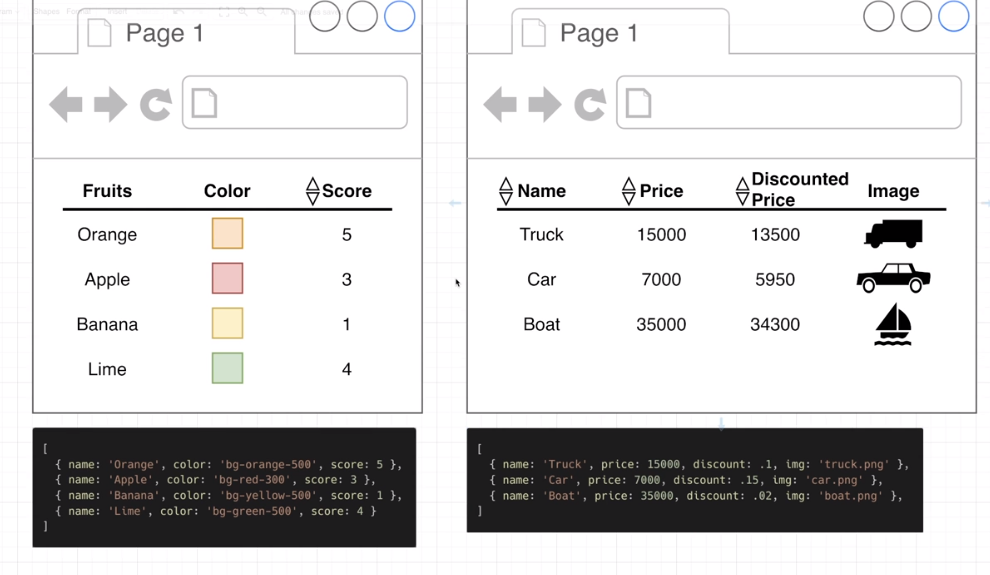 Page 1
Fruits Color Score
Orange 5
Apple 3
Banana 1
Lime 4
[
{ name: 'Orange', color: 'bg-orange-500', score: 5 },
{ name: 'Apple', color: 'bg-red-300', score: 3 },
{ name: 'Banana', color: 'bg-yellow-500', score: 1 },
{ name: 'Lime', color: 'bg-green-500', score: 4 }
]
Page 1
Name Price Discounted Price Image
Truck 15000 13500
Car 7000 5950
Boat 35000 34300
[
{ name: 'Truck', price: 15000, discount: .1, img: 'truck.png' },
{ name: 'Car', price: 7000, discount: .15, img: 'car.png' },
{ name: 'Boat', price: 35000, discount: .02, img: 'boat.png' },
]